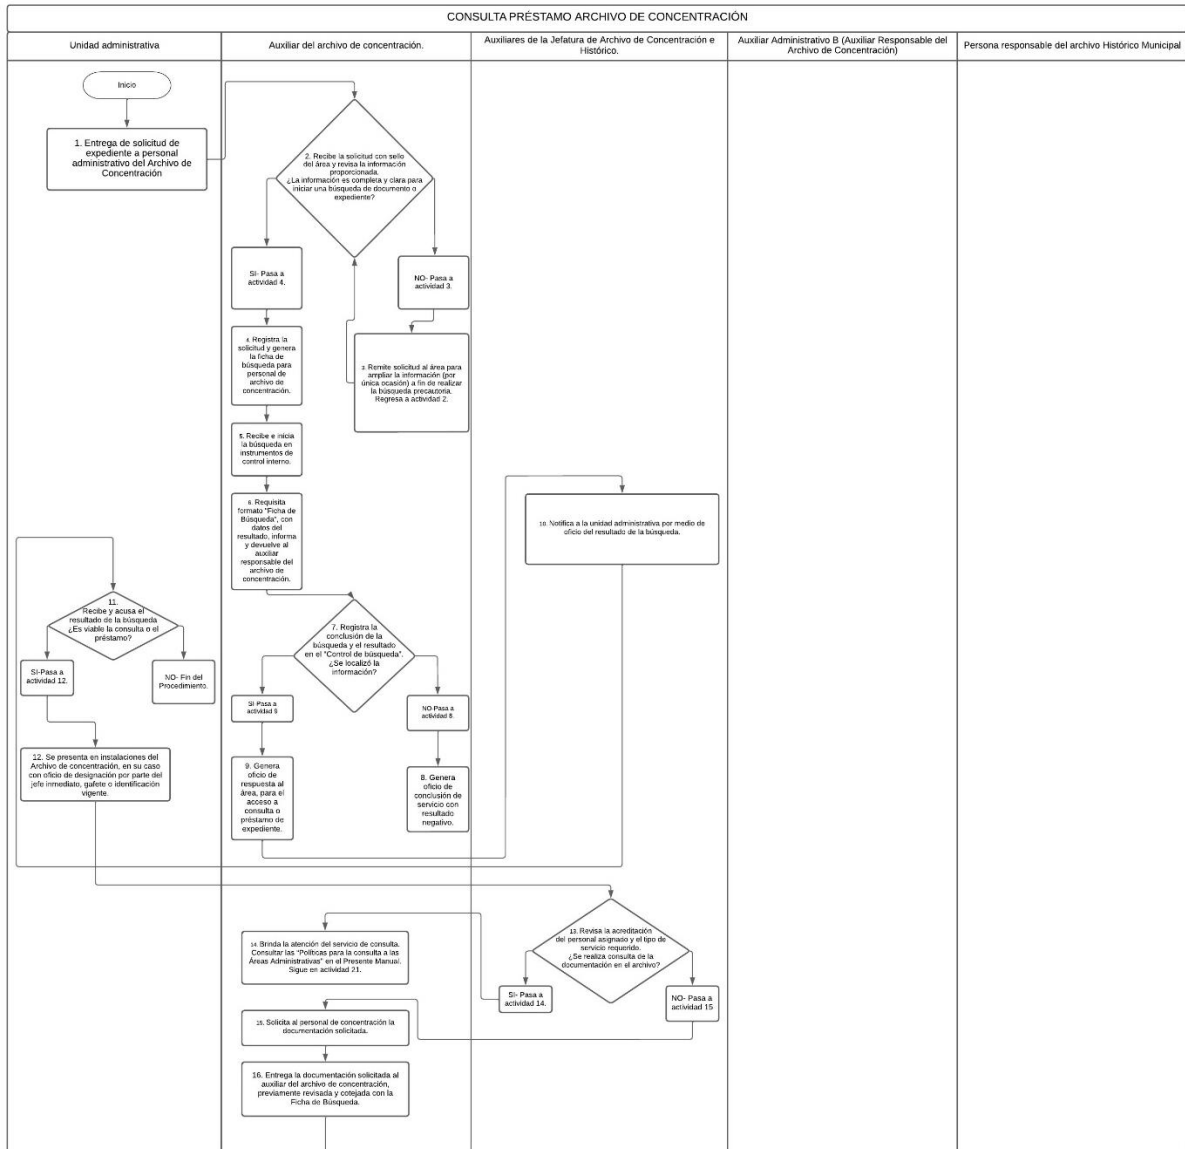 CONSULTA PRÉSTAMO ARCHIVO DE CONCENTRACIÓN
Unidad administrativa
Auxiliar del archivo de concentración.
Auxiliares de la Jefatura de Archivo de Concentración e
Histórico.
Auxiliar Administrativo B (Auxiliar Responsable del
Archivo de Concentración)
Persona responsable del archivo Histórico Municipal
Inicio
1. Entrega de solicitud de
expediente a personal
administrativo del Archivo de
Concentración
2. Recibe la solicitud con sello
del área y revisa la información
proporcionada.
¿La información es completa y clara para
iniciar una búsqueda de documento o
expediente?
SI- Pasa a
actividad 4.
NO- Pasa a
actividad 3.
4. Registra la
solicitud y genera
la ficha de
búsqueda para
personal de
archivo de
concentración.
3. Remite solicitud al área para
ampliar la información (por
única ocasión) a fin de realizar
la búsqueda precautoria.
Regresa a actividad 2.
5. Recibe e inicia
la búsqueda en
instrumentos de
control interno.
6. Requisita
formato "Ficha de
Búsqueda", con
datos del
resultado, informa
y devuelve al
auxiliar
responsable del
archivo de
concentración.
10. Notifica a la unidad administrativa por medio de
oficio del resultado de la búsqueda.
11.
Recibe y acusa el
resultado de la búsqueda
¿Es viable la consulta o el
préstamo?
SI-Pasa a
actividad 12.
NO- Fin del
Procedimiento.
7. Registra la
conclusión de la
búsqueda y el resultado
en el "Control de búsqueda".
¿Se localizó la
información?
SI-Pasa a
actividad 9
NO-Pasa a
actividad 8.
12. Se presenta en instalaciones del
Archivo de concentración, en su caso
con oficio de designación por parte del
jefe inmediato, gafete o identificación
vigente.
9. Genera
oficio de
respuesta al
área, para el
acceso a
consulta o
préstamo de
expediente.
8. Genera
oficio de
conclusión de
servicio con
resultado
negativo.
13. Revisa la acreditación
del personal asignado y el tipo de
servicio requerido.
¿Se realiza consulta de la
documentación en el archivo?
SI- Pasa a
actividad 14.
NO- Pasa a
actividad 15
14. Brinda la atención del servicio de consulta.
Consultar las "Políticas para la consulta a las
Áreas Administrativas" en el Presente Manual.
Sigue en actividad 21.
15. Solicita al personal de concentración la
documentación solicitada.
16. Entrega la documentación solicitada al
auxiliar del archivo de concentración,
previamente revisada y cotejada con la
Ficha de Búsqueda.